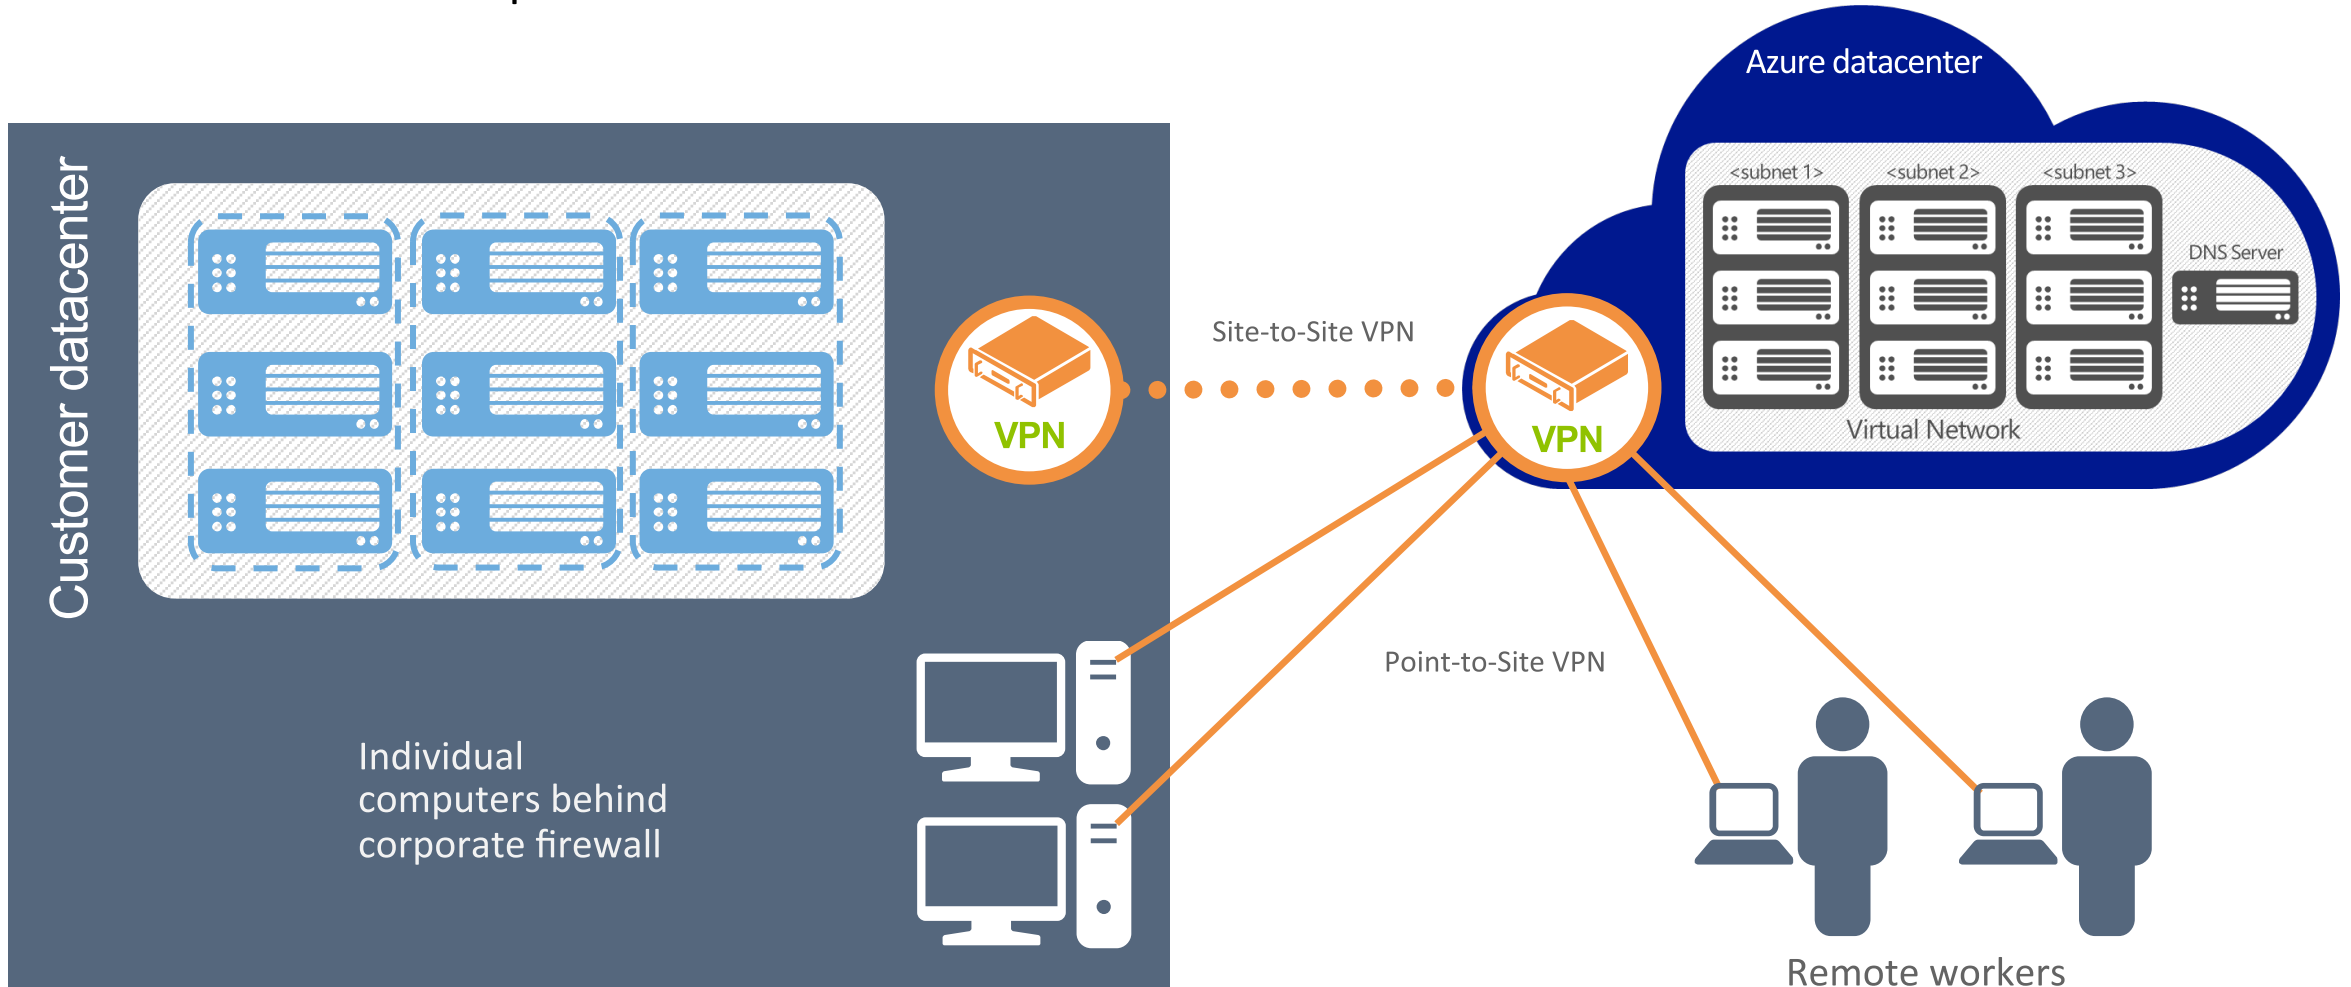 Azure datacenter
Customer datacenter
<subnet 1>
<subnet 2>
<subnet 3>
DNS Server
Virtual Network
Site-to-Site VPN
VPN
VPN
Point-to-Site VPN
Individual
computers behind
corporate firewall
Remote workers